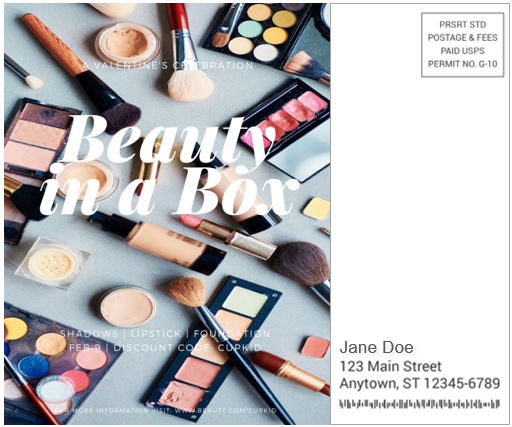 A VALENTINE'S CELEBRATION
Beauty
in a Box
SHADOWS | LIPSTICK | FOUNDATION
FEB 9 | DISCOUNT CODE: CUPKID
FOR MORE INFORMATION VISIT: WWW.BEAUTY.COM/CUPKID
PRSRT STD
POSTAGE & FEES
PAID USPS
PERMIT NO. G-10
Jane Doe
123 Main Street
Anytown, ST 12345-6789